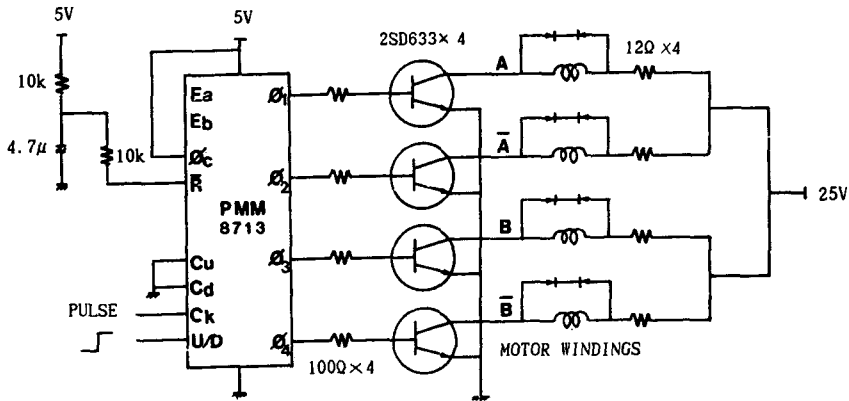 5V
5V
2SD633×4
12Ω ×4
10k
4.7μ
10k
Ea
Eb
Øc
R̅
Cu
Cd
Ck
U/D
PMM
8713
Ø1
Ø2
Ø3
Ø4
100Ω×4
PULSE
A
A̅
B
B̅
25V
MOTOR WINDINGS